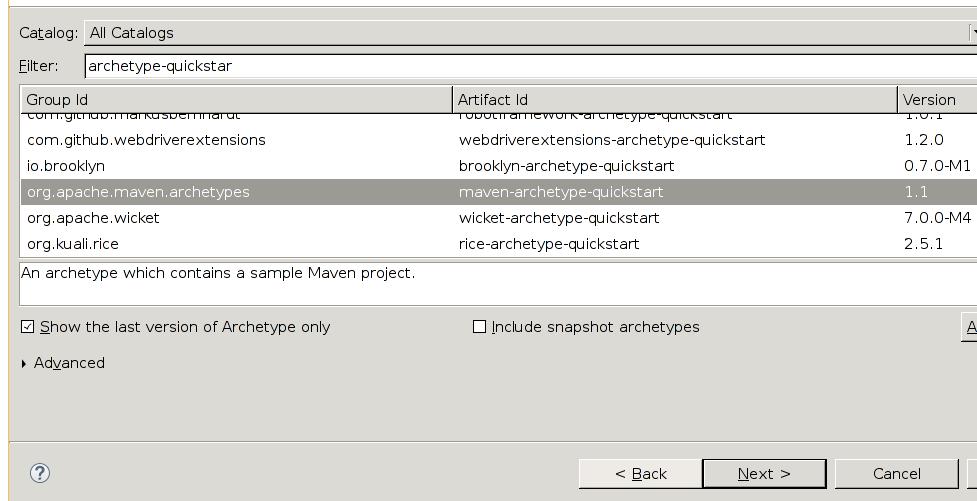 Catalog: All Catalogs
Filter: archetype-quickstar
Group Id Artifact Id Version
com.github.markusbernhardt robotframework-archetype-quickstart 1.0.1
com.github.webdriverextensions webdriverextensions-archetype-quickstart 1.2.0
io.brooklyn brooklyn-archetype-quickstart 0.7.0-M1
org.apache.maven.archetypes maven-archetype-quickstart 1.1
org.apache.wicket wicket-archetype-quickstart 7.0.0-M4
org.kuali.rice rice-archetype-quickstart 2.5.1
An archetype which contains a sample Maven project.
Show the last version of Archetype only Include snapshot archetypes A
Advanced
? < Back Next > Cancel